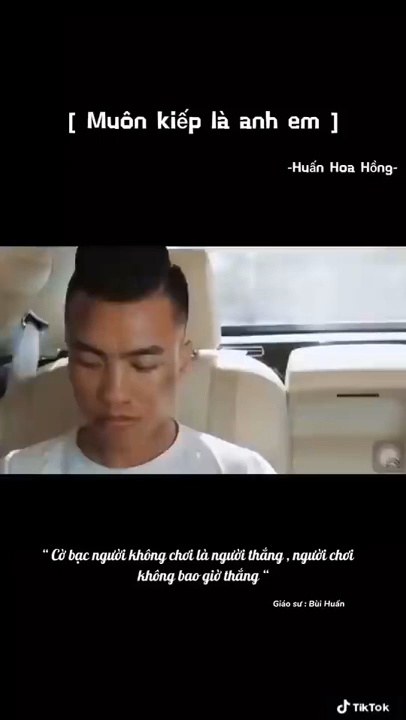 [ Muôn kiếp là anh em ]
-Huấn Hoa Hồng-
“ Cờ bạc người không chơi là người thắng , người chơi
không bao giờ thắng “
Giáo sư : Bùi Huấn
TikTok